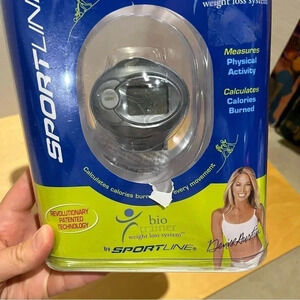 weight loss system
SPORTLINE
Measures
Physical
Activity
Calculates
Calories
Burned
Calculates calories burned every movement
REVOLUTIONARY
PATENTED
TECHNOLOGY
bio
trainer
weight loss system™
by SPORTLINE®